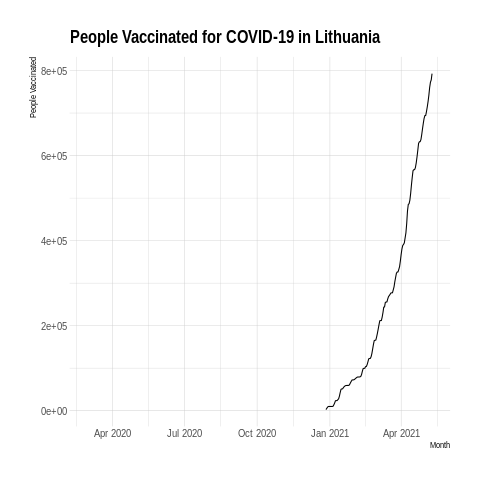 People Vaccinated for COVID-19 in Lithuania
People Vaccinated
8e+05
6e+05
4e+05
2e+05
0e+00
Apr 2020 Jul 2020 Oct 2020 Jan 2021 Apr 2021
Month